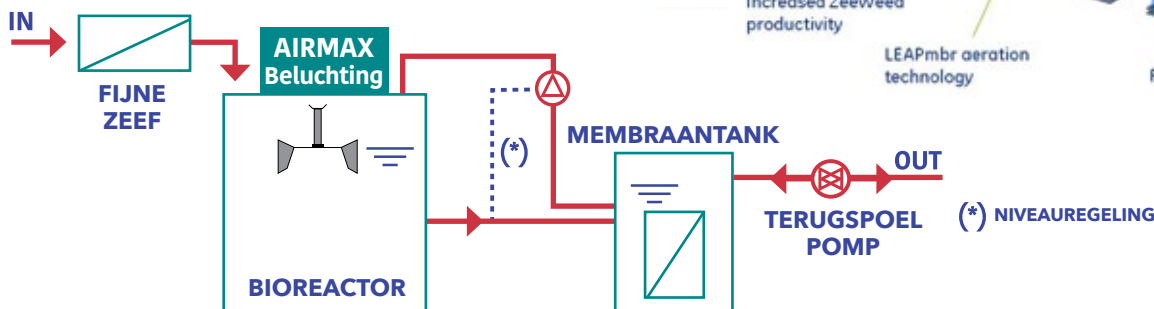 Increased ZeeWeed
productivity
LEAPmbr aeration
technology
IN
AIRMAX
Beluchting
FIJNE
ZEEF
(*)
MEMBRAANTANK
OUT
TERUGSPOEL
POMP
(*) NIVEAUREGELING
BIOREACTOR